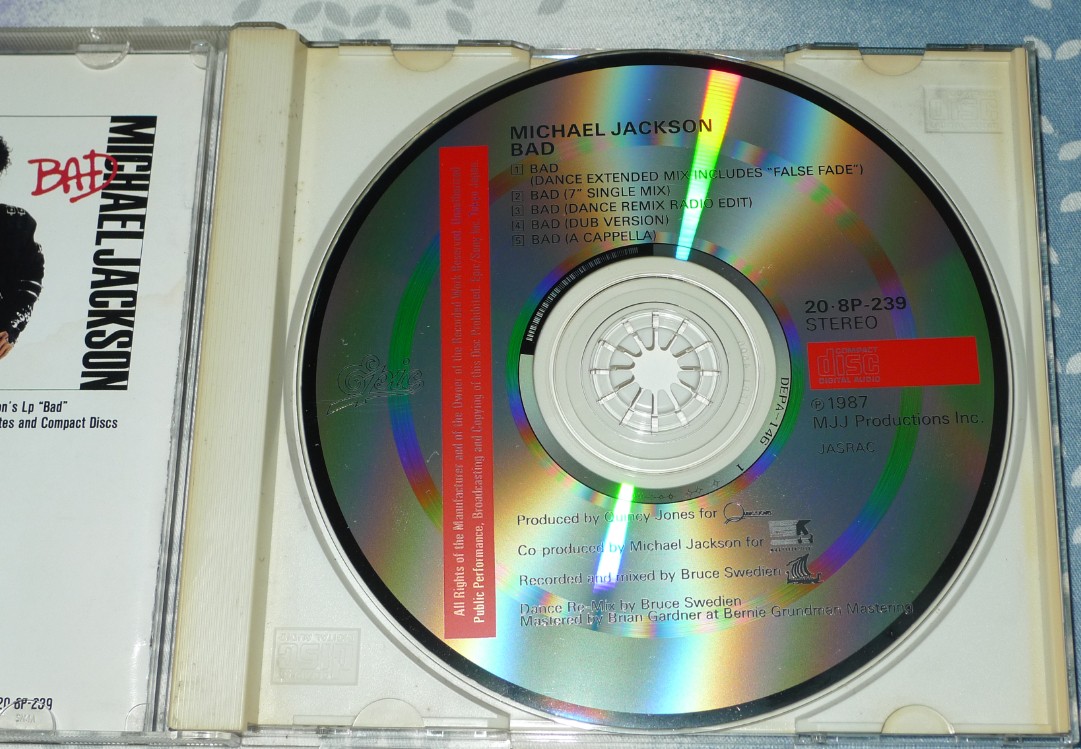 BAD
MICHAEL JACKSON
on's Lp "Bad"
tes and Compact Discs
20·8P-239
MICHAEL JACKSON
BAD
1 BAD
(DANCE EXTENDED MIX INCLUDES "FALSE FADE")
2 BAD (7" SINGLE MIX)
3 BAD (DANCE REMIX RADIO EDIT)
4 BAD (DUB VERSION)
5 BAD (A CAPPELLA)
All Rights of the Manufacturer and of the Owner of the Recorded Work Reserved. Unauthorized
Public Performance, Broadcasting and Copying of this Disc Prohibited.
Epic
20·8P-239
STEREO
COMPACT
disc
DIGITAL AUDIO
℗1987
MJJ Productions Inc.
JASRAC
DEPA-146 1
Produced by Quincy Jones for
Co-produced by Michael Jackson for
Recorded and mixed by Bruce Swedien
Dance Re-Mix by Bruce Swedien
Mastered by Brian Gardner at Bernie Grundman Mastering